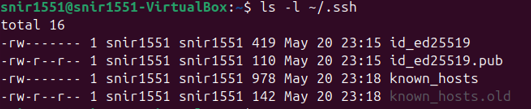 snir1551@snir1551-VirtualBox:~$ ls -l ~/.ssh
total 16
-rw------- 1 snir1551 snir1551 419 May 20 23:15 id_ed25519
-rw-r--r-- 1 snir1551 snir1551 110 May 20 23:15 id_ed25519.pub
-rw------- 1 snir1551 snir1551 978 May 20 23:18 known_hosts
-rw-r--r-- 1 snir1551 snir1551 142 May 20 23:18 known_hosts.old